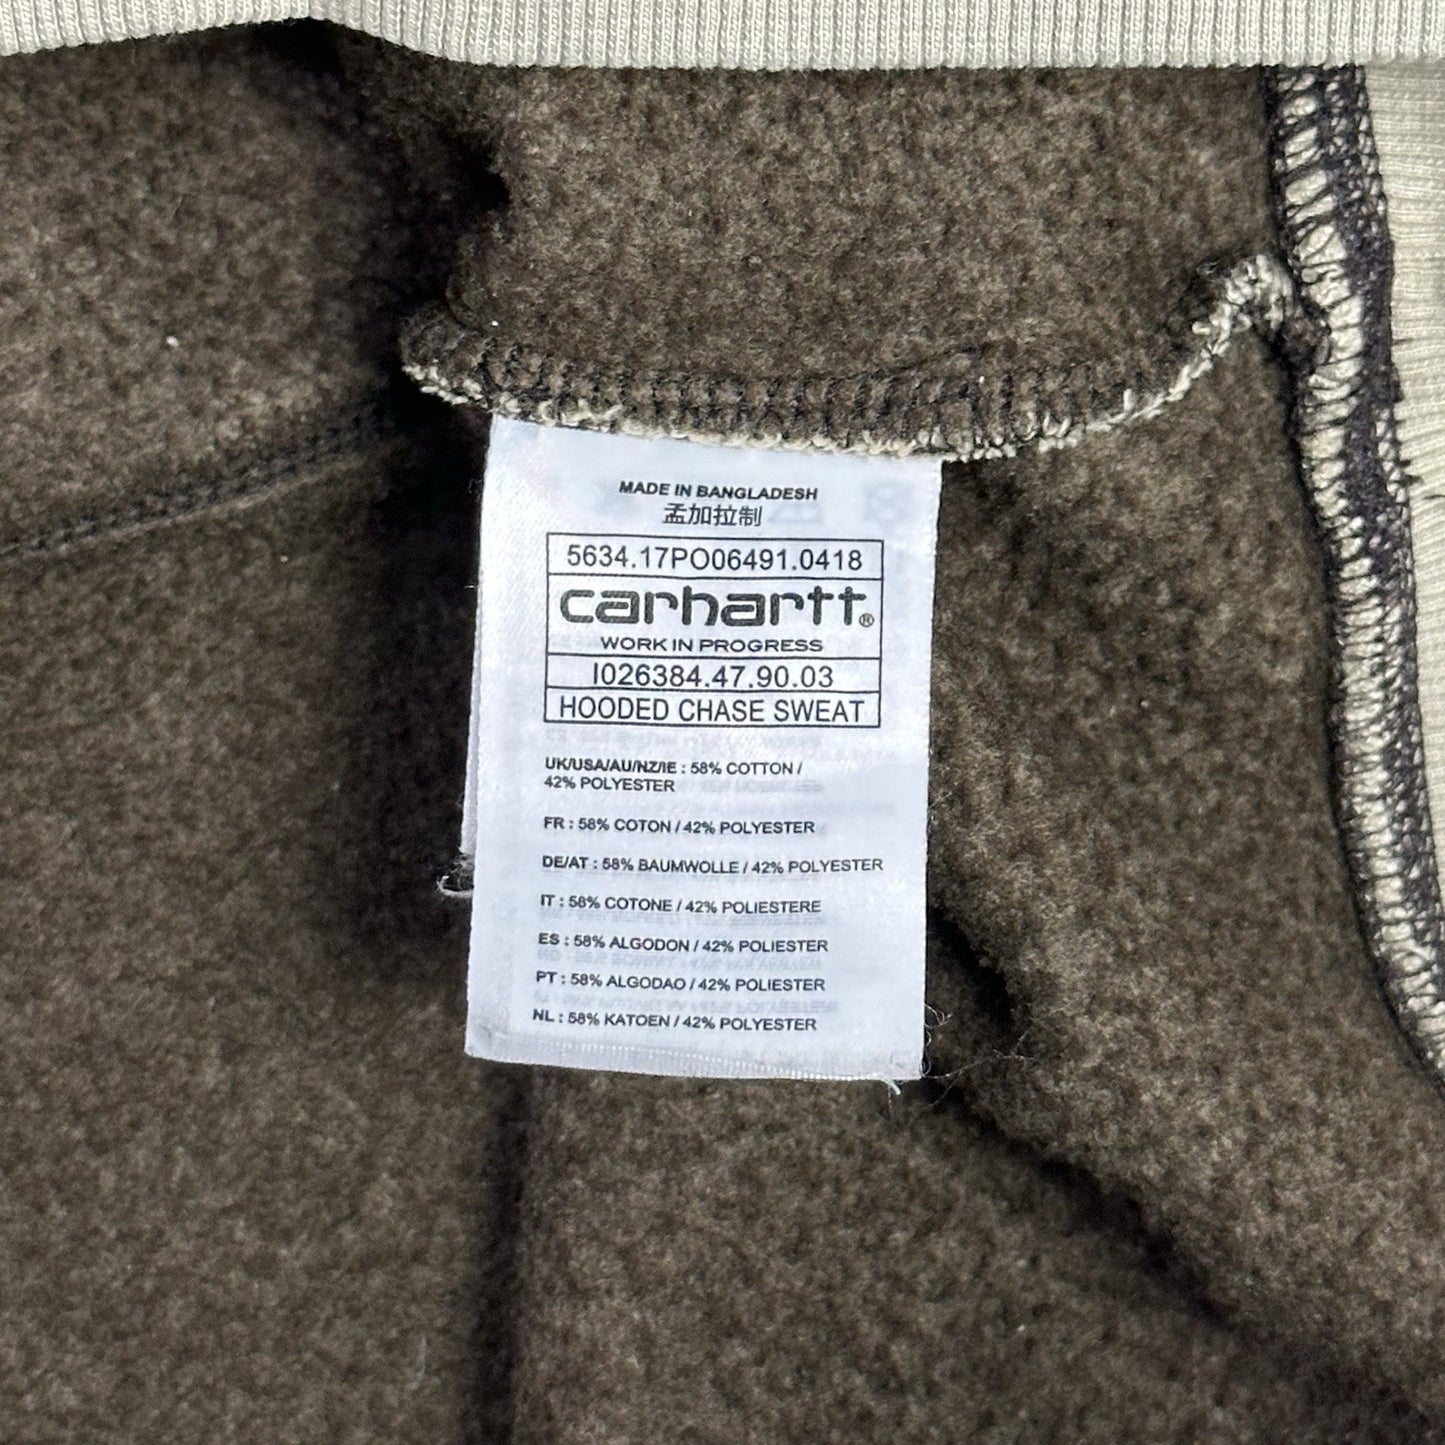 MADE IN BANGLADESH
孟加拉制
5634.17PO06491.0418
carhartt®
WORK IN PROGRESS
I026384.47.90.03
HOODED CHASE SWEAT
UK/USA/AU/NZ/IE : 58% COTTON /
42% POLYESTER
FR : 58% COTON / 42% POLYESTER
DE/AT : 58% BAUMWOLLE / 42% POLYESTER
IT : 58% COTONE / 42% POLIESTERE
ES : 58% ALGODON / 42% POLIESTER
PT : 58% ALGODAO / 42% POLIESTER
NL : 58% KATOEN / 42% POLYESTER